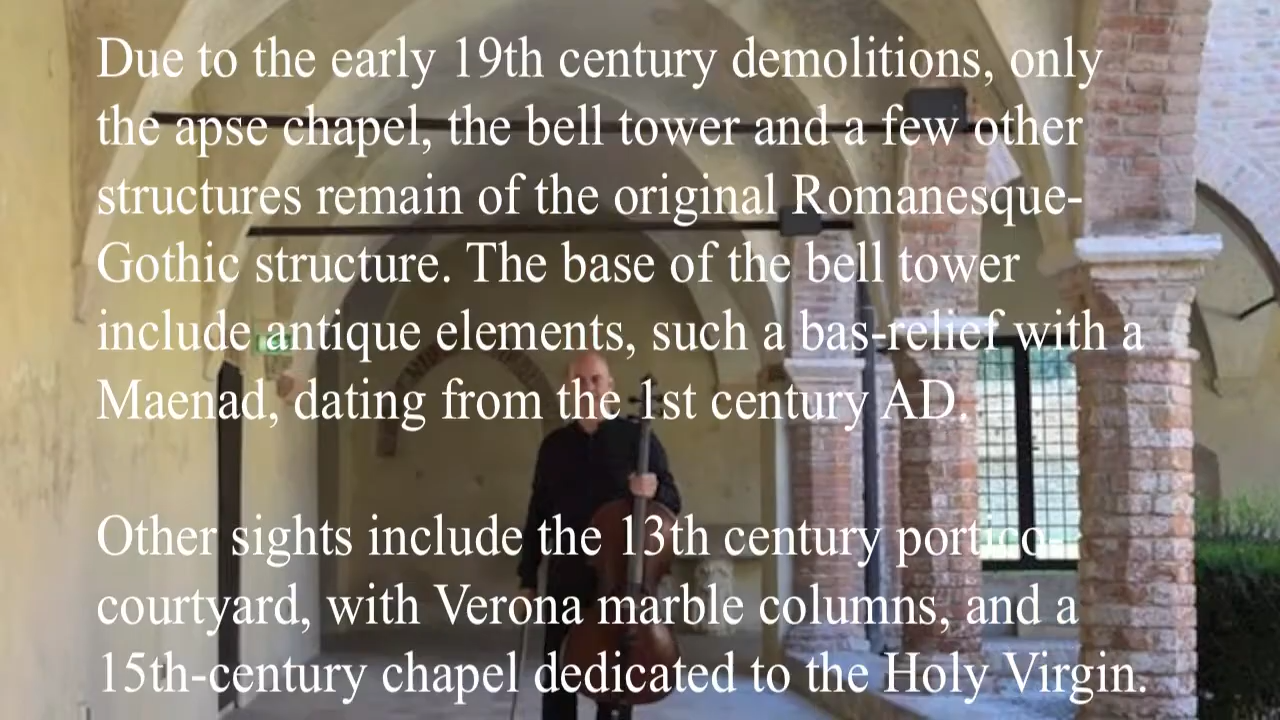 Due to the early 19th century demolitions, only
the apse chapel, the bell tower and a few other
structures remain of the original Romanesque-
Gothic structure. The base of the bell tower
include antique elements, such a bas-relief with a
Maenad, dating from the 1st century AD.
Other sights include the 13th century portico-
courtyard, with Verona marble columns, and a
15th-century chapel dedicated to the Holy Virgin.